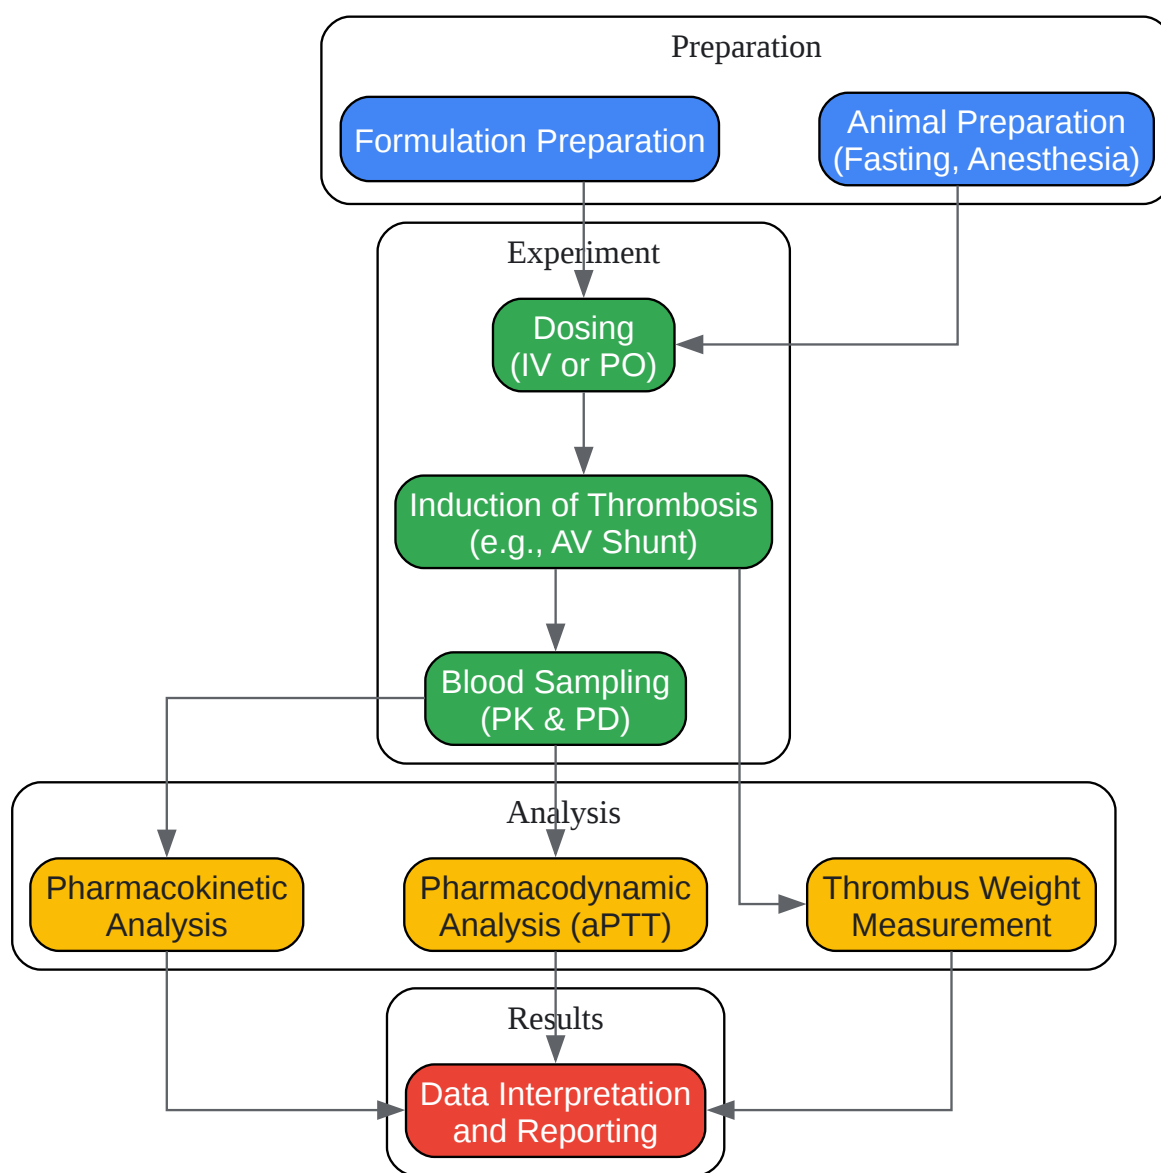 Preparation
Formulation Preparation
Animal Preparation
(Fasting, Anesthesia)
Experiment
Dosing
(IV or PO)
Induction of Thrombosis
(e.g., AV Shunt)
Blood Sampling
(PK & PD)
Analysis
Pharmacokinetic
Analysis
Pharmacodynamic
Analysis (aPTT)
Thrombus Weight
Measurement
Results
Data Interpretation
and Reporting